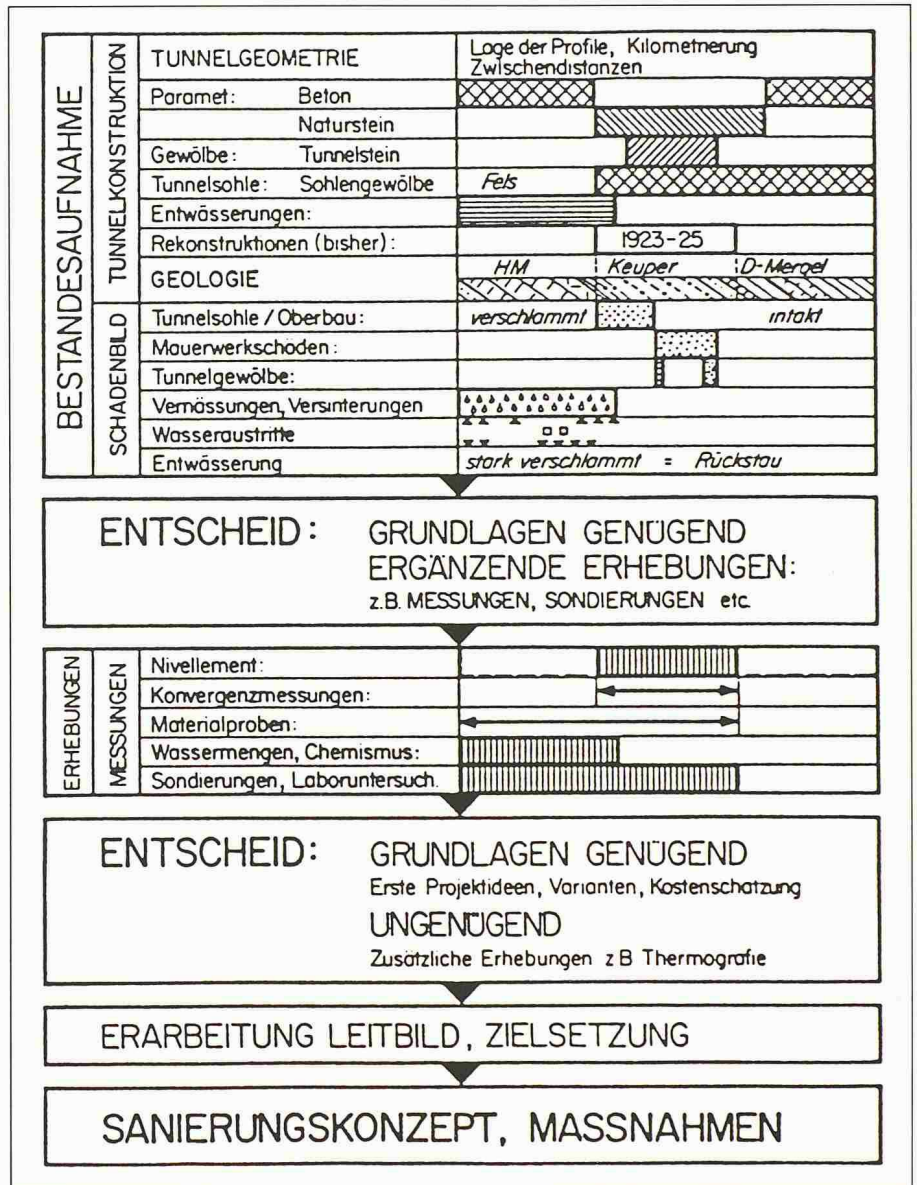 BESTANDESAUFNAHME
TUNNELKONSTRUKTION
TUNNELGEOMETRIE
Lage der Profile, Kilometrierung
Zwischendistanzen
Paramet: Beton
Naturstein
Gewölbe: Tunnelstein
Tunnelsohle: Sohlengewölbe Fels
Entwässerungen:
Rekonstruktionen (bisher): 1923-25
GEOLOGIE HM Keuper D-Mergel
SCHADENBILD
Tunnelsohle / Oberbau: verschlammt intakt
Mauerwerkschäden:
Tunnelgewölbe:
Vernässungen, Versinterungen
Wasseraustritte
Entwässerung stark verschlammt = Rückstau
ENTSCHEID: GRUNDLAGEN GENÜGEND
ERGÄNZENDE ERHEBUNGEN:
z.B. MESSUNGEN, SONDIERUNGEN etc.
ERHEBUNGEN
MESSUNGEN
Nivellement:
Konvergenzmessungen:
Materialproben:
Wassermengen, Chemismus:
Sondierungen, Laboruntersuch.
ENTSCHEID: GRUNDLAGEN GENÜGEND
Erste Projektideen, Varianten, Kostenschatzung
UNGENÜGEND
Zusätzliche Erhebungen z B Thermografie
ERARBEITUNG LEITBILD, ZIELSETZUNG
SANIERUNGSKONZEPT, MASSNAHMEN